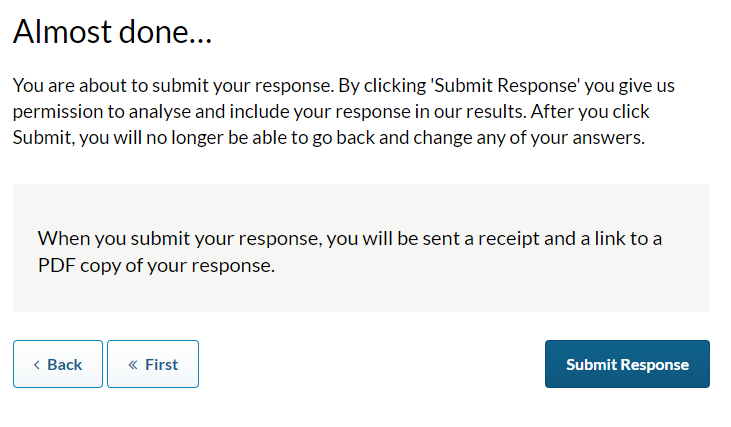 Almost done...
You are about to submit your response. By clicking 'Submit Response' you give us
permission to analyse and include your response in our results. After you click
Submit, you will no longer be able to go back and change any of your answers.
When you submit your response, you will be sent a receipt and a link to a
PDF copy of your response.
‹ Back « First Submit Response